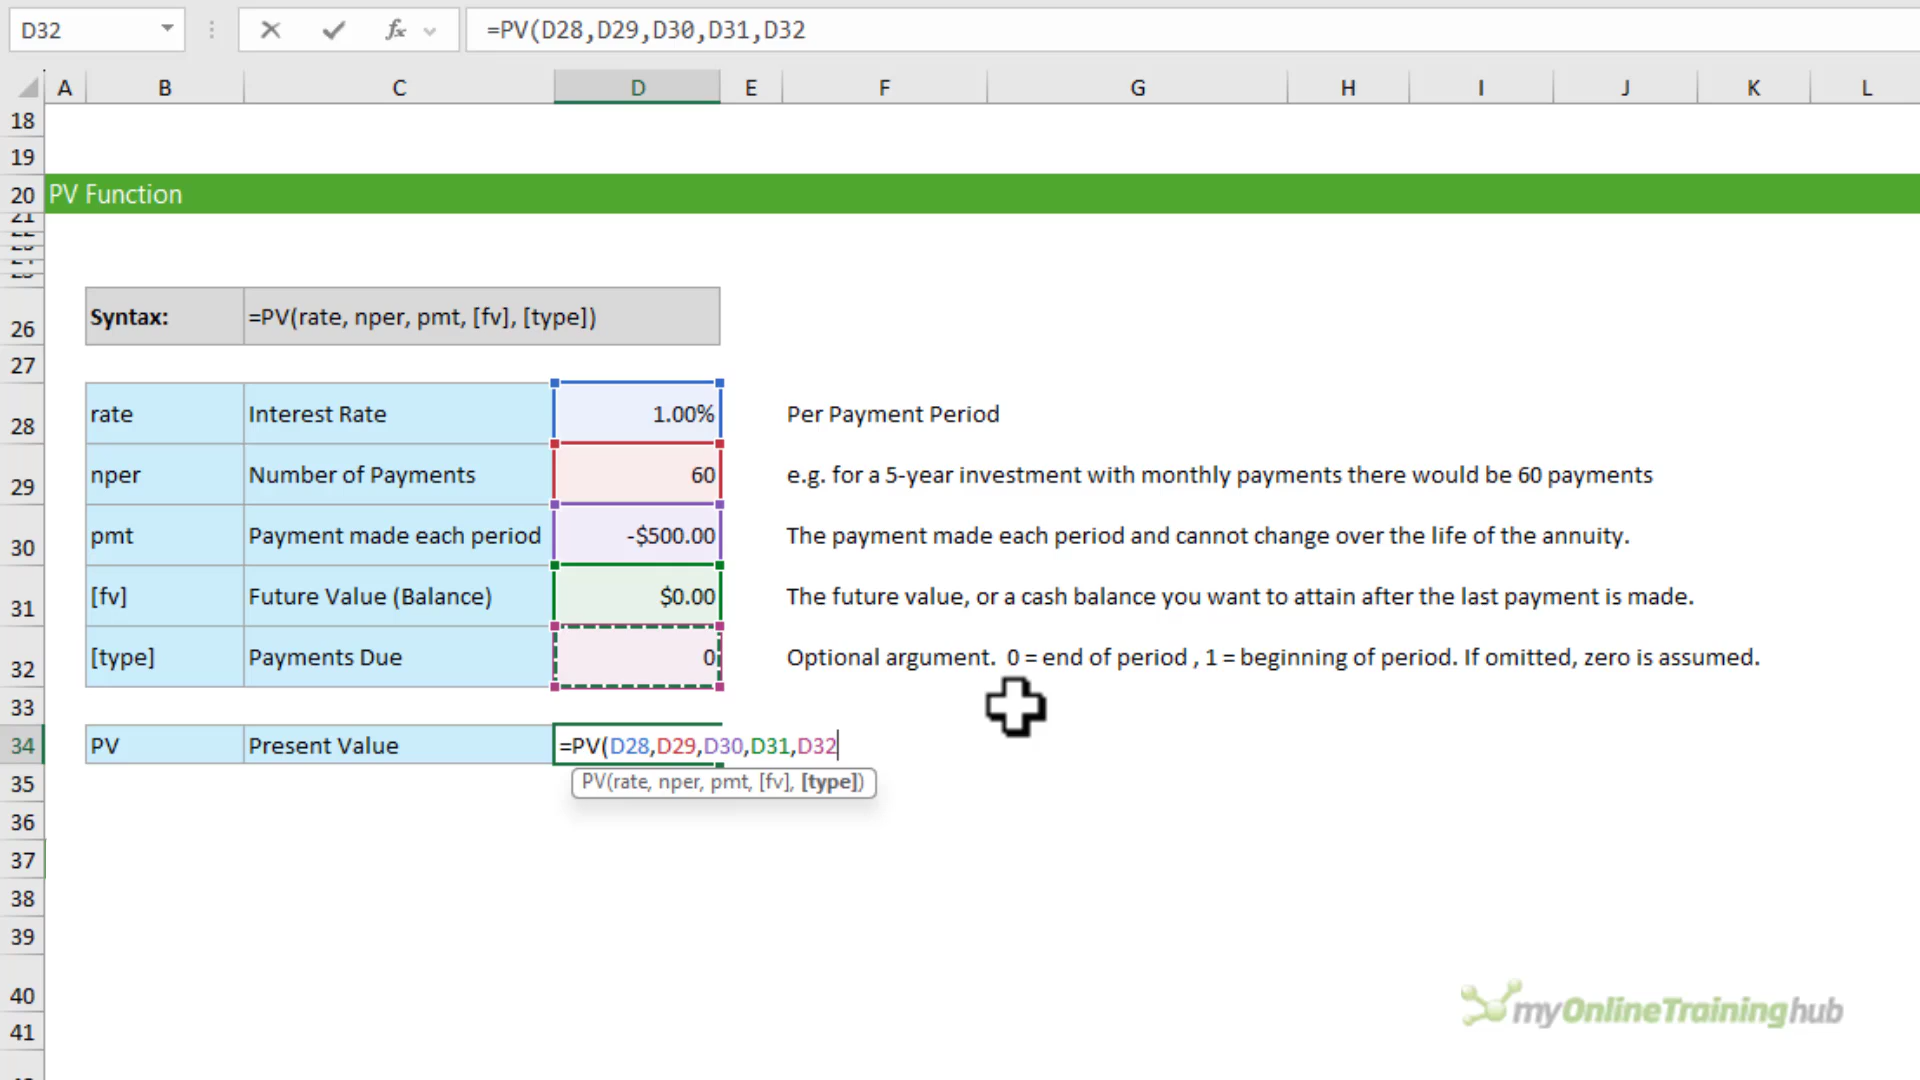 D32 fx =PV(D28,D29,D30,D31,D32
A B C D E F G H I J K L
18
19
20 PV Function
21
22
23
24
25
26 Syntax: =PV(rate, nper, pmt, [fv], [type])
27
28 rate Interest Rate 1.00% Per Payment Period
29 nper Number of Payments 60 e.g. for a 5-year investment with monthly payments there would be 60 payments
30 pmt Payment made each period -$500.00 The payment made each period and cannot change over the life of the annuity.
31 [fv] Future Value (Balance) $0.00 The future value, or a cash balance you want to attain after the last payment is made.
32 [type] Payments Due 0 Optional argument.  0 = end of period , 1 = beginning of period. If omitted, zero is assumed.
33
34 PV Present Value =PV(D28,D29,D30,D31,D32
PV(rate, nper, pmt, [fv], [type])
35
36
37
38
39
40
41
myOnlineTraininghub